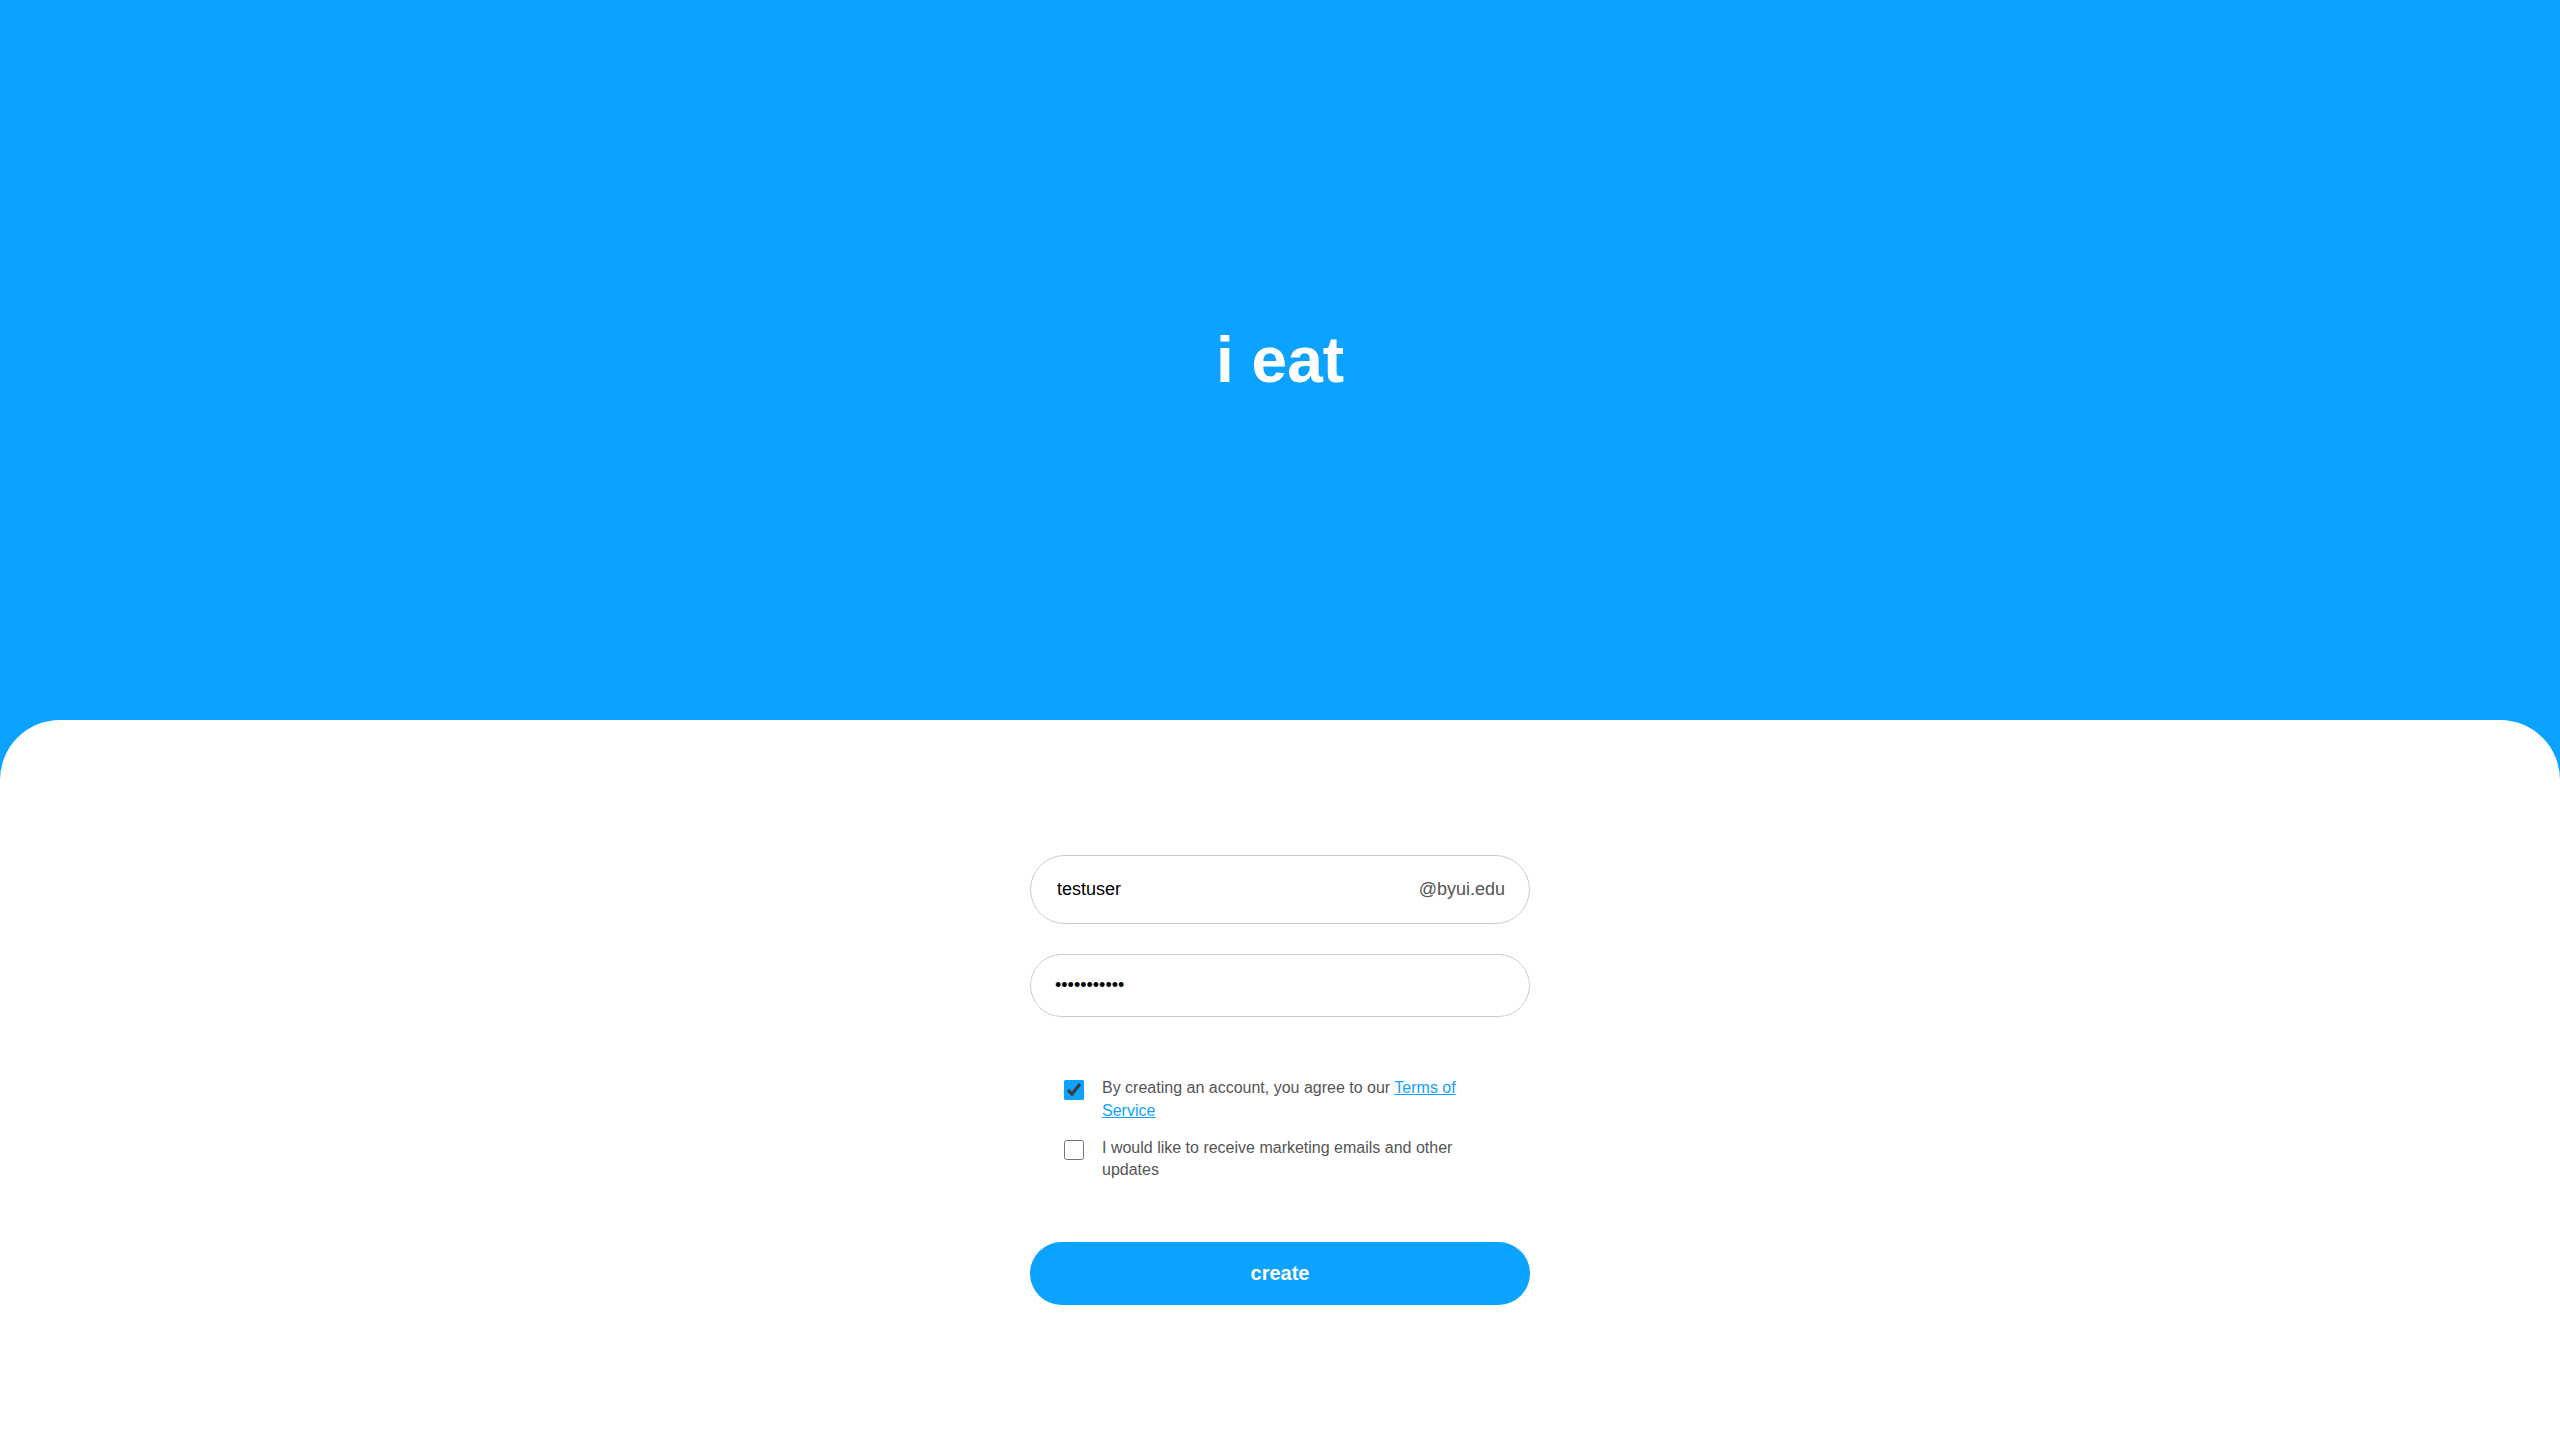 i eat
testuser @byui.edu
•••••••••••
By creating an account, you agree to our Terms of
Service
I would like to receive marketing emails and other
updates
create